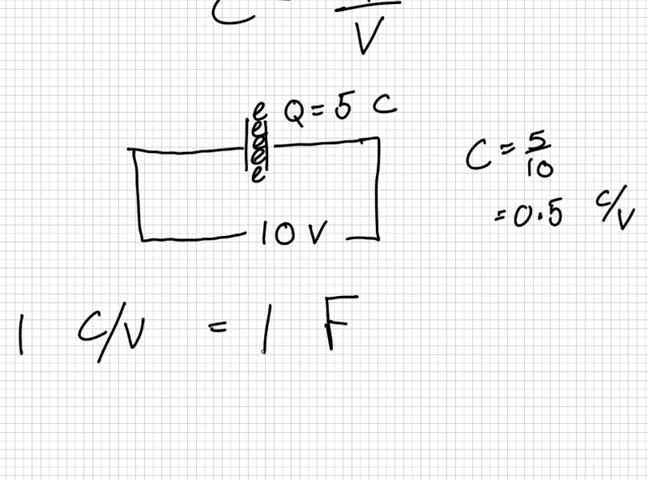 C
V
e
e
e
e
e
Q = 5 C
10 V
C = 5/10
= 0.5 C/V
1 C/V = 1 F